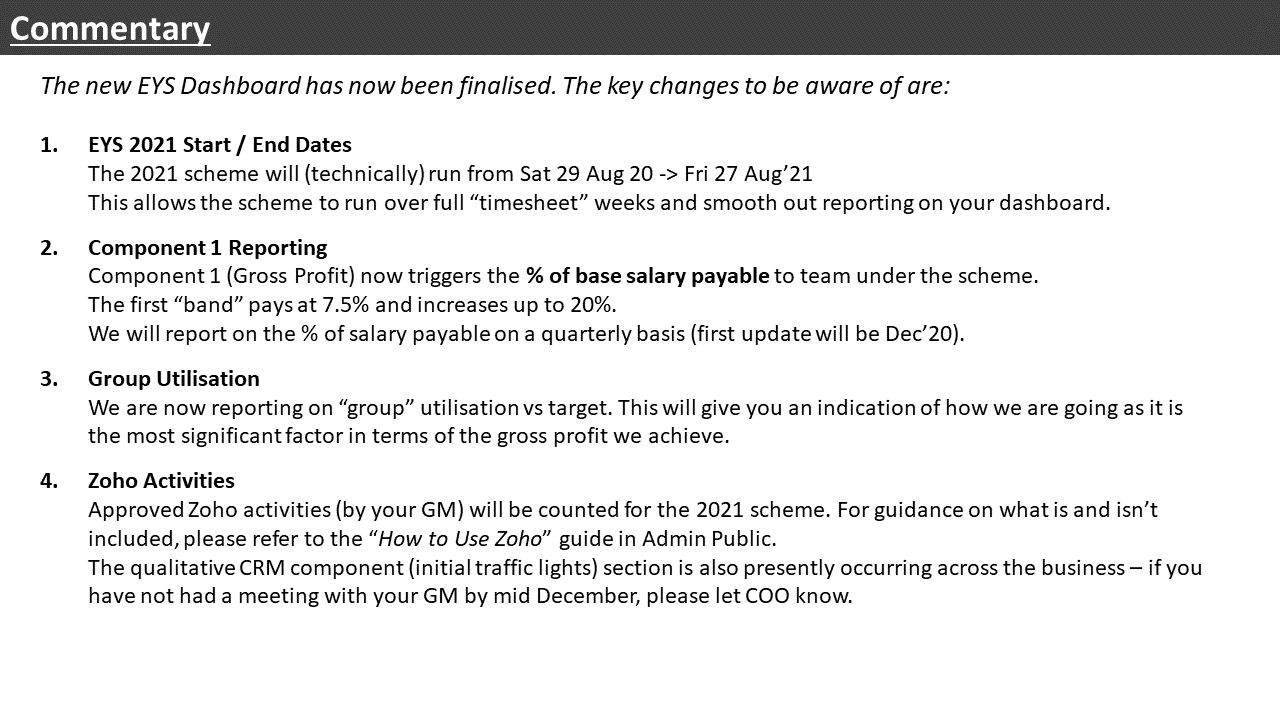 Commentary
The new EYS Dashboard has now been finalised. The key changes to be aware of are:
1. EYS 2021 Start / End Dates
The 2021 scheme will (technically) run from Sat 29 Aug 20 -> Fri 27 Aug’21
This allows the scheme to run over full “timesheet” weeks and smooth out reporting on your dashboard.
2. Component 1 Reporting
Component 1 (Gross Profit) now triggers the % of base salary payable to team under the scheme.
The first “band” pays at 7.5% and increases up to 20%.
We will report on the % of salary payable on a quarterly basis (first update will be Dec’20).
3. Group Utilisation
We are now reporting on “group” utilisation vs target. This will give you an indication of how we are going as it is
the most significant factor in terms of the gross profit we achieve.
4. Zoho Activities
Approved Zoho activities (by your GM) will be counted for the 2021 scheme. For guidance on what is and isn’t
included, please refer to the “How to Use Zoho” guide in Admin Public.
The qualitative CRM component (initial traffic lights) section is also presently occurring across the business – if you
have not had a meeting with your GM by mid December, please let COO know.